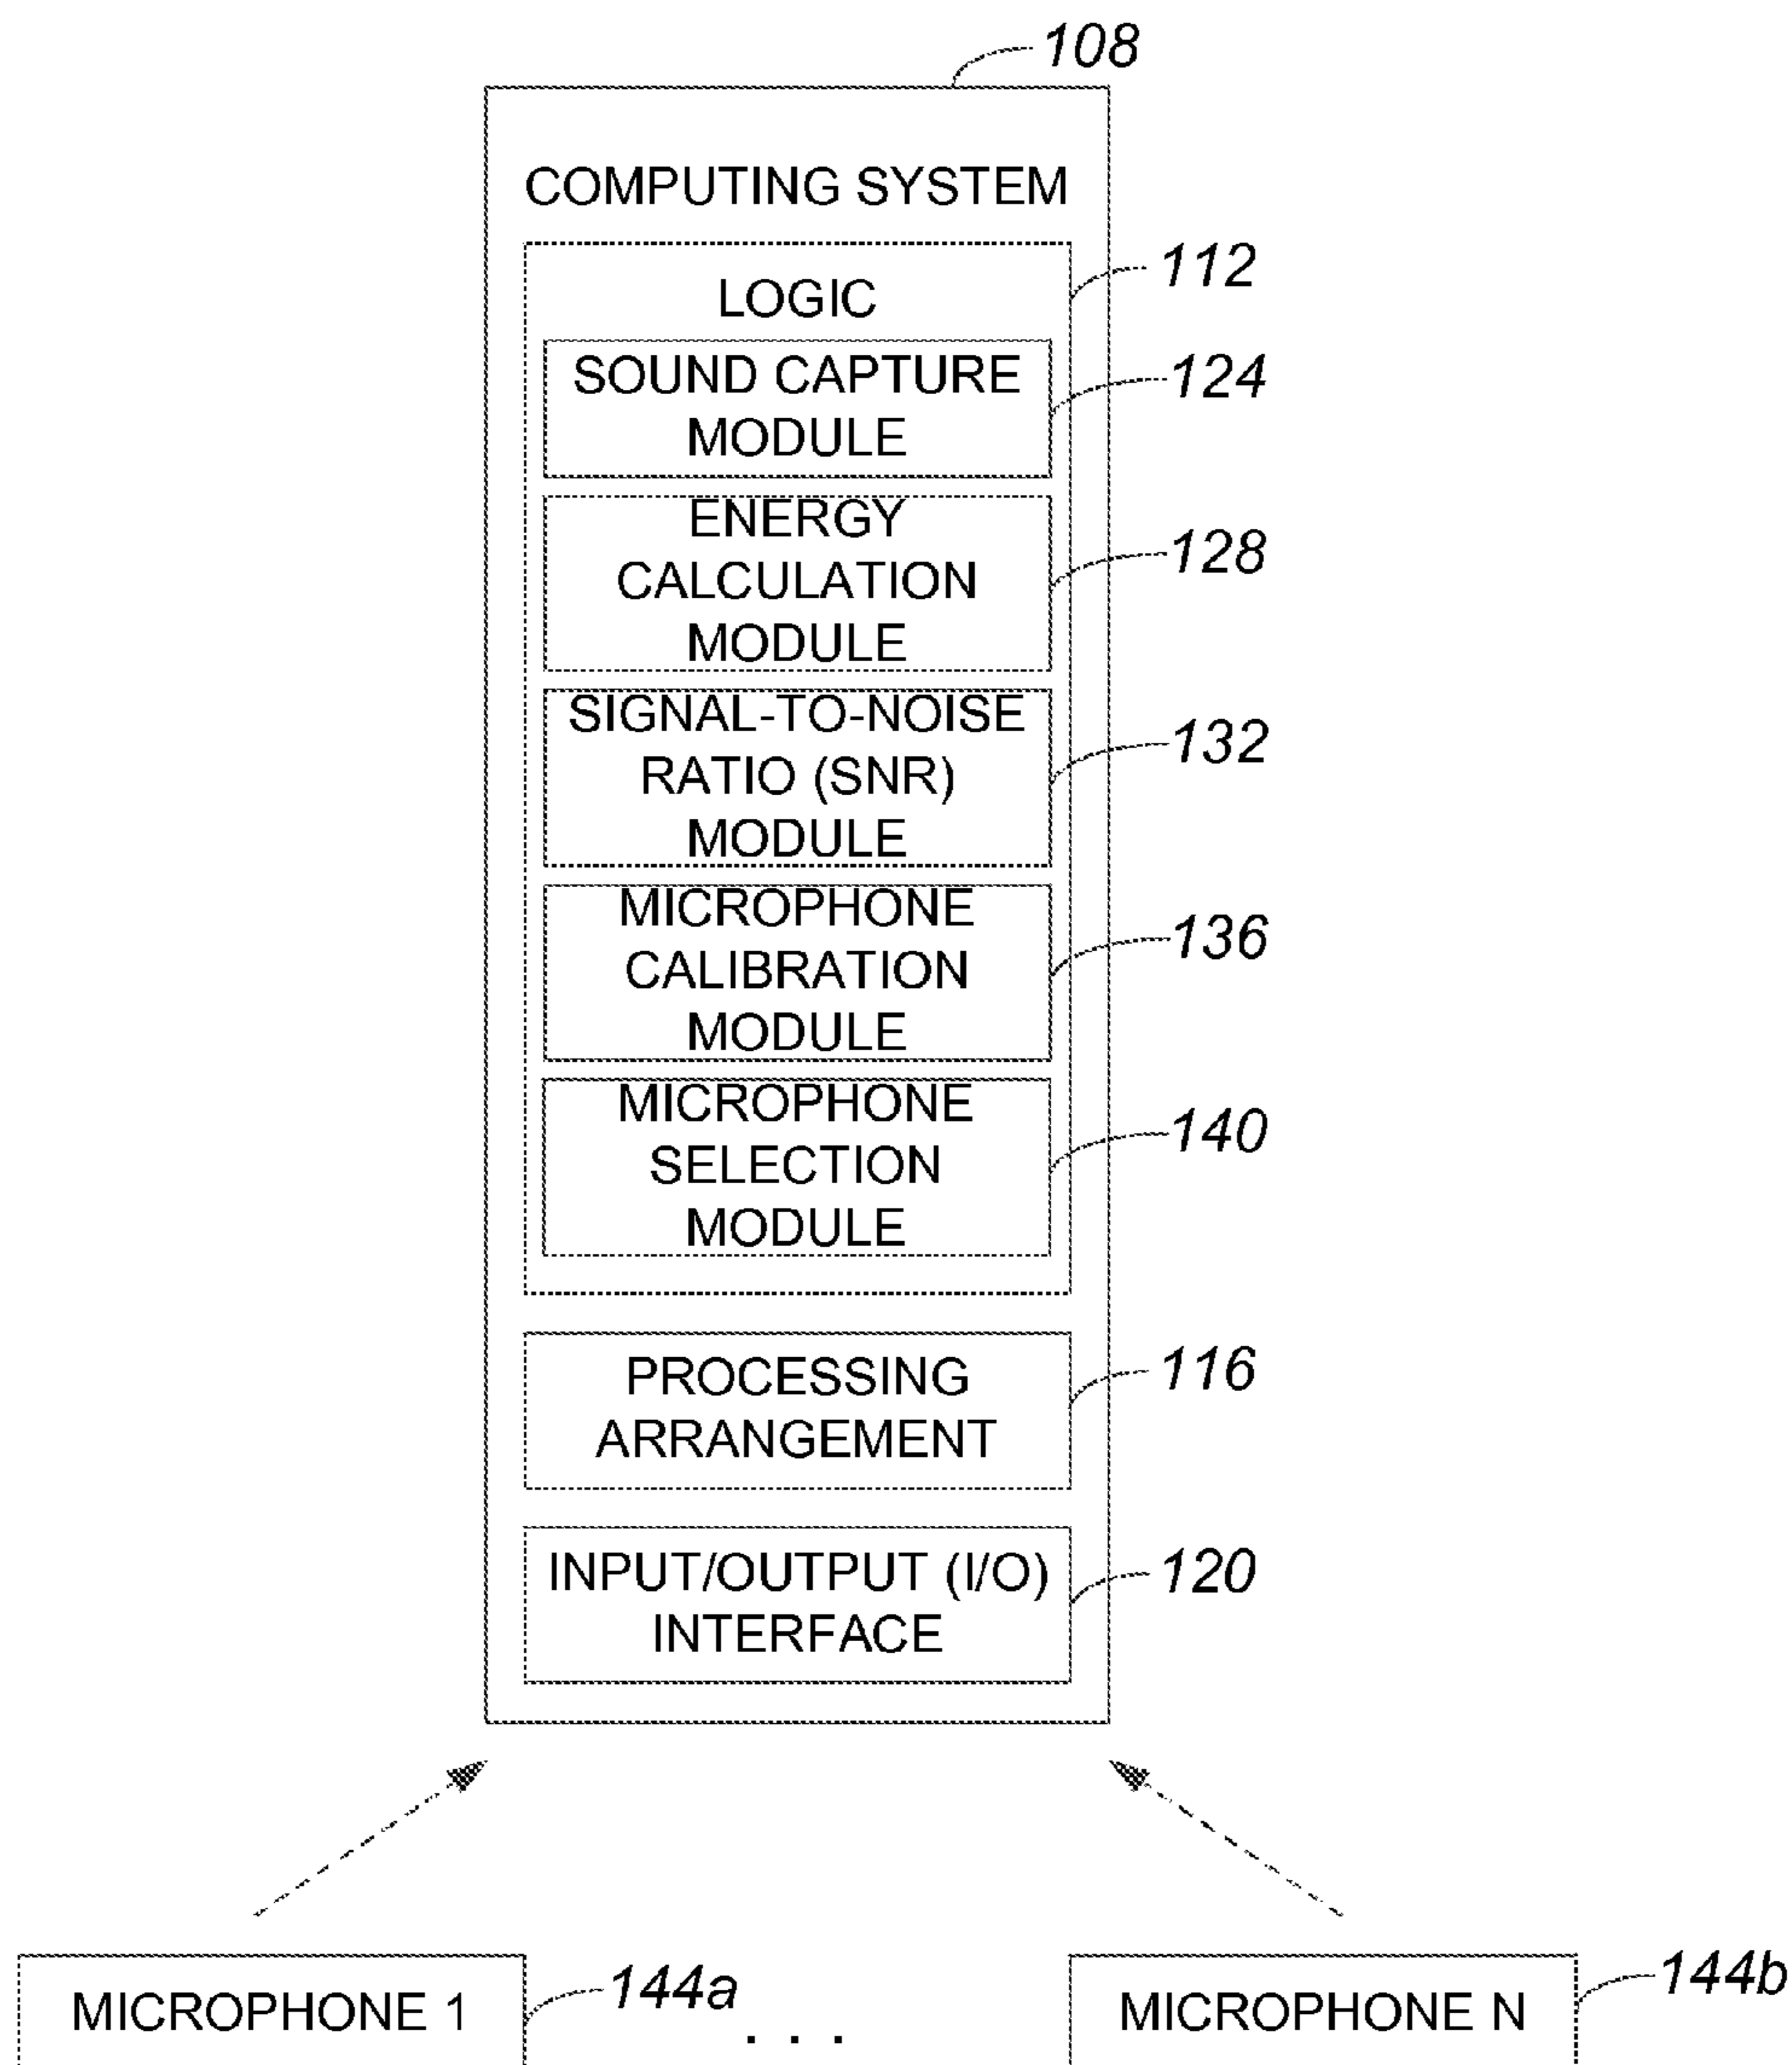 108
COMPUTING SYSTEM
112
LOGIC
SOUND CAPTURE
MODULE
124
ENERGY
CALCULATION
MODULE
128
SIGNAL-TO-NOISE
RATIO (SNR)
MODULE
132
MICROPHONE
CALIBRATION
MODULE
136
MICROPHONE
SELECTION
MODULE
140
PROCESSING
ARRANGEMENT
116
INPUT/OUTPUT (I/O)
INTERFACE
120
MICROPHONE 1
144a
. . .
MICROPHONE N
144b